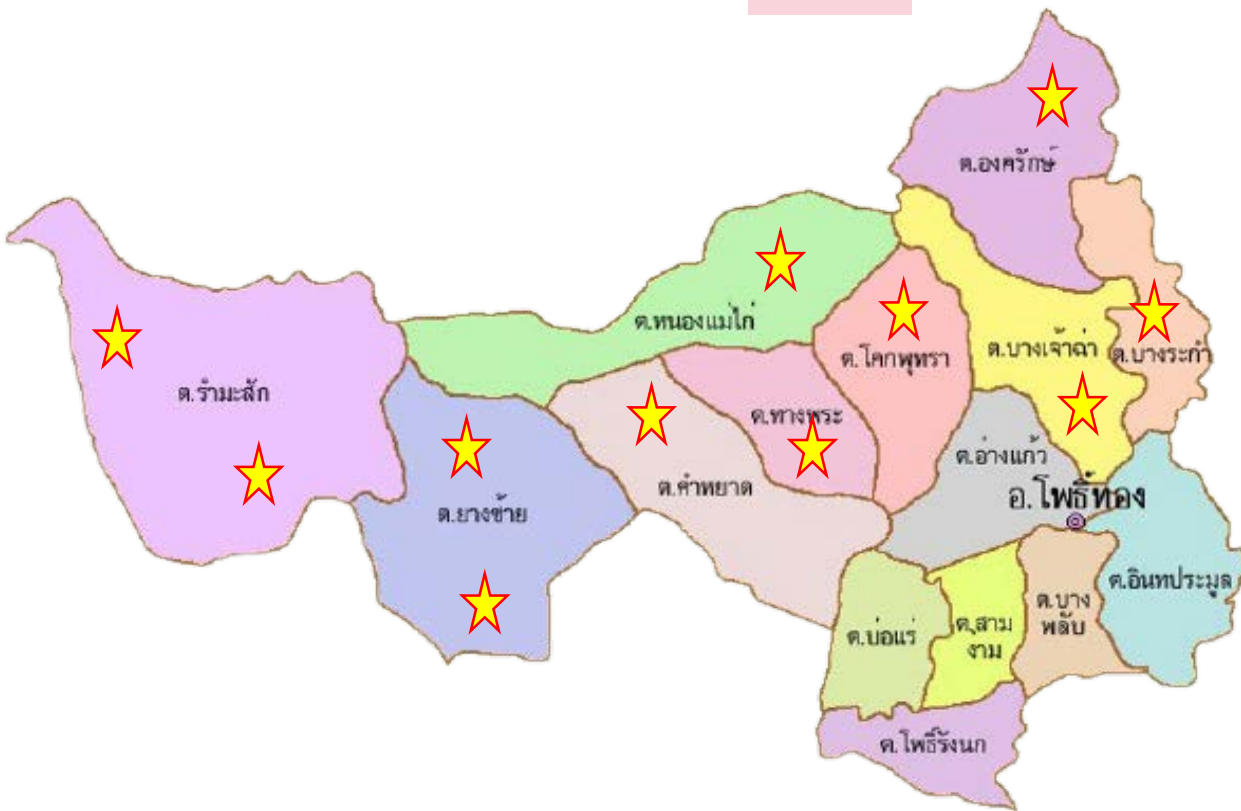 ต.องครักษ์
ต.หนองแม่ไก่
ต.โคกพุทรา
ต.บางเจ้าฉ่า
ต.บางระกำ
ต.รำมะสัก
ต.ทางพระ
ต.อ่างแก้ว
ต.คำหยาด
อ.โพธิ์ทอง
ต.ยางช้าย
ต.อินทประมูล
ต.บาง
พลับ
ต.สาม
งาม
ต.บ่อแร่
ต.โพธิ์รังนก